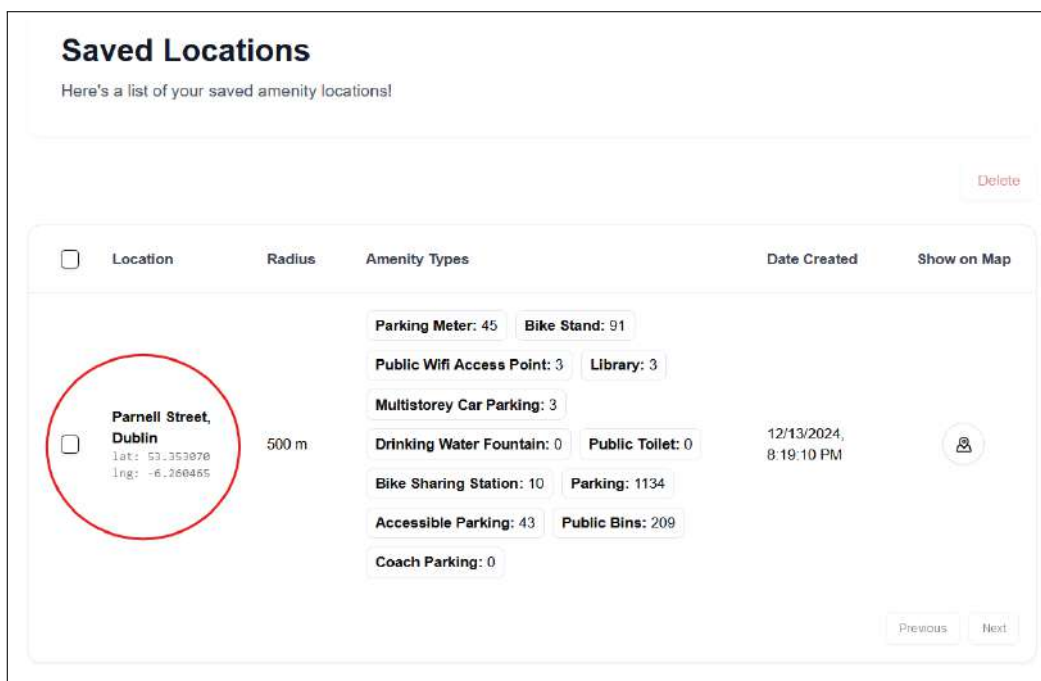 Saved Locations
Here's a list of your saved amenity locations!
Delete
Location Radius Amenity Types Date Created Show on Map
Parking Meter: 45 Bike Stand: 91
Public Wifi Access Point: 3 Library: 3
Multistorey Car Parking: 3
Parnell Street,
Dublin
lat: 53.353070
lng: -6.260465
500 m
Drinking Water Fountain: 0 Public Toilet: 0
12/13/2024,
8:19:10 PM
Bike Sharing Station: 10 Parking: 1134
Accessible Parking: 43 Public Bins: 209
Coach Parking: 0
Previous Next